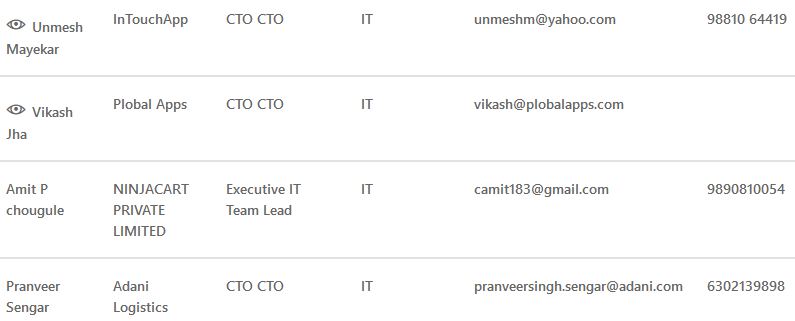 Unmesh Mayekar InTouchApp CTO CTO IT unmeshm@yahoo.com 98810 64419
Vikash Jha Plobal Apps CTO CTO IT vikash@plobalapps.com
Amit P chougule NINJACART PRIVATE LIMITED Executive IT Team Lead IT camit183@gmail.com 9890810054
Pranveer Sengar Adani Logistics CTO CTO IT pranveersingh.sengar@adani.com 6302139898